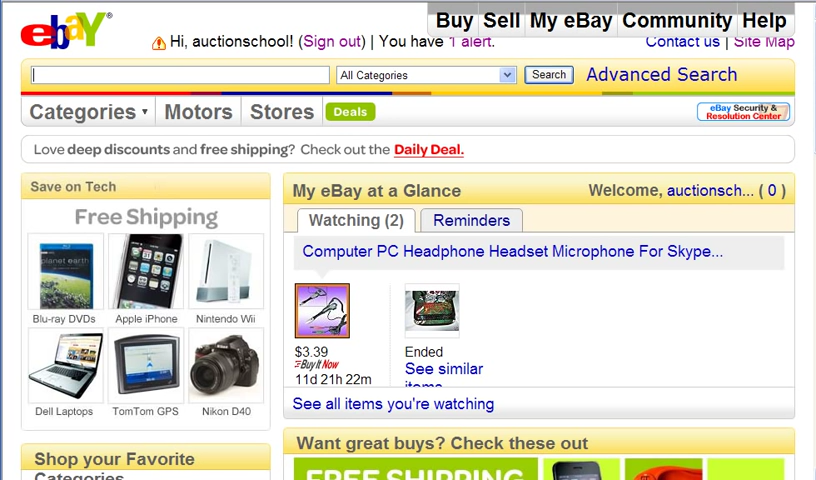 ebaY®
Buy Sell My eBay Community Help
Hi, auctionschool! (Sign out) | You have 1 alert.
Contact us | Site Map
All Categories
Search
Advanced Search
Categories
Motors
Stores
Deals
eBay Security &
Resolution Center
Love deep discounts and free shipping? Check out the Daily Deal.
Save on Tech
Free Shipping
planet earth
Blu-ray DVDs
Apple iPhone
Nintendo Wii
Dell Laptops
TomTom GPS
Nikon D40
Shop your Favorite
Categories
My eBay at a Glance
Welcome, auctionsch... ( 0 )
Watching (2)
Reminders
Computer PC Headphone Headset Microphone For Skype...
$3.39
Buy It Now
11d 21h 22m
Ended
See similar
items
See all items you're watching
Want great buys? Check these out
FREE SHIPPING